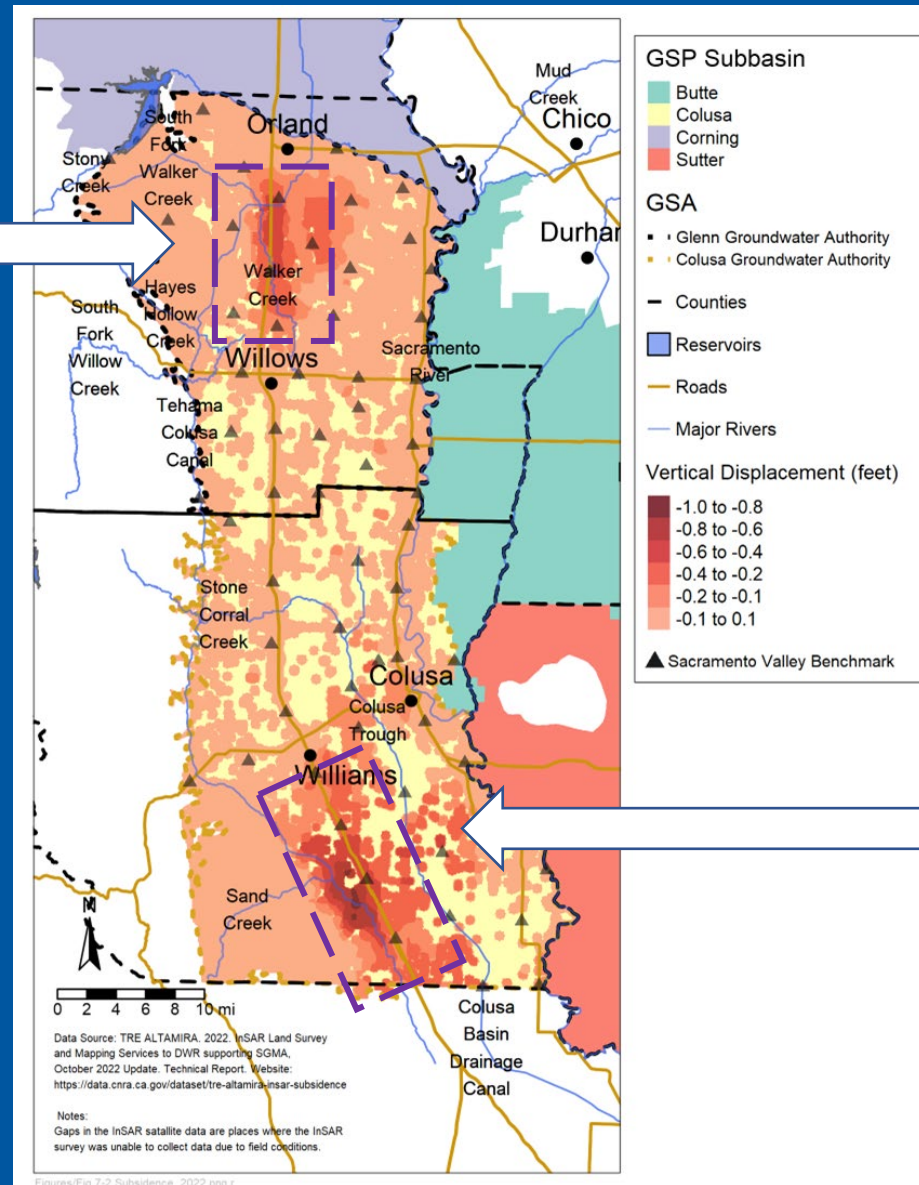 Mud
Creek
Chico
South
Fork
Walker
Creek
Orland
Stony
Creek
Durha
Walker
Creek
Hayes
Hollow
Creek
South
Fork
Willow
Creek
Willows
Sacramento
River
Tehama
Colusa
Canal
Stone
Corral
Creek
Colusa
Colusa
Trough
Williams
Sand
Creek
N
0 2 4 6 8 10 mi
Colusa
Basin
Drainage
Canal
Data Source: TRE ALTAMIRA. 2022. InSAR Land Survey
and Mapping Services to DWR supporting SGMA,
October 2022 Update. Technical Report. Website:
https://data.cnra.ca.gov/dataset/tre-altamira-insar-subsidence
Notes:
Gaps in the InSAR satallite data are places where the InSAR
survey was unable to collect data due to field conditions.
Figures/Fig 7-2 Subsidence_2022.png r
GSP Subbasin
Butte
Colusa
Corning
Sutter
GSA
Glenn Groundwater Authority
Colusa Groundwater Authority
Counties
Reservoirs
Roads
Major Rivers
Vertical Displacement (feet)
-1.0 to -0.8
-0.8 to -0.6
-0.6 to -0.4
-0.4 to -0.2
-0.2 to -0.1
-0.1 to 0.1
Sacramento Valley Benchmark